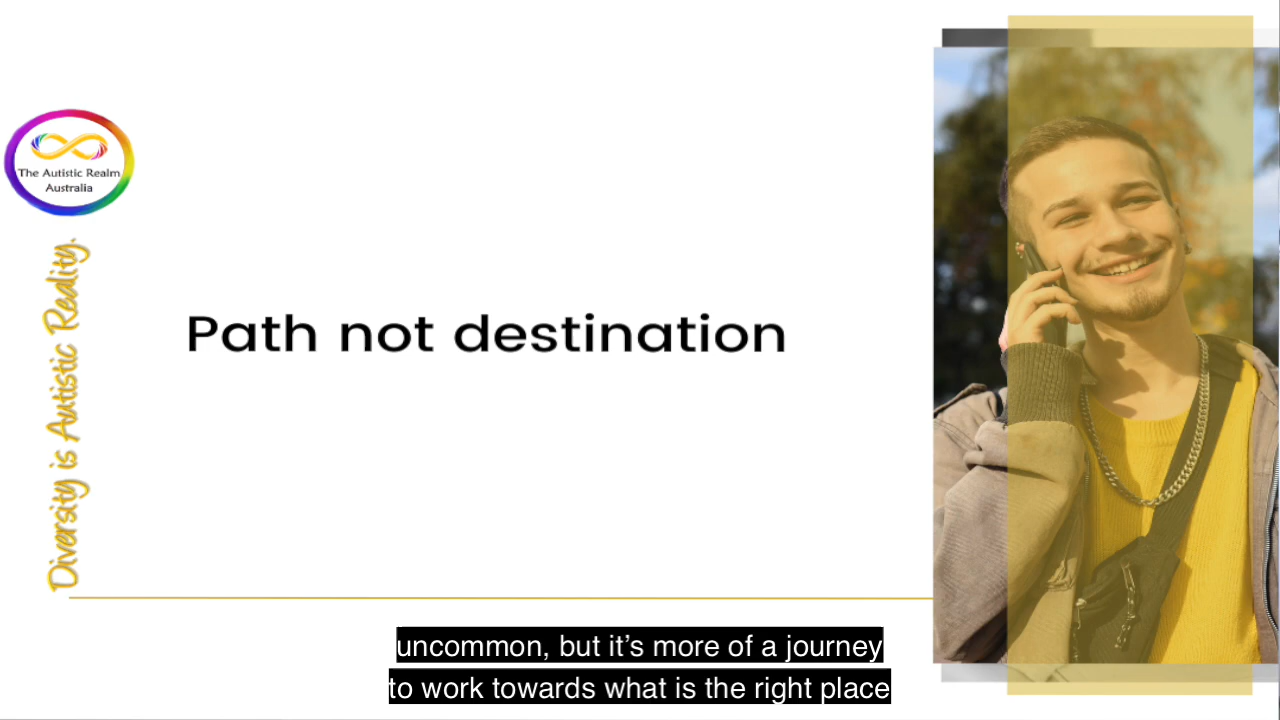 The Autistic Realm
Australia
Diversity is Autistic Reality.
Path not destination
uncommon, but it’s more of a journey
to work towards what is the right place